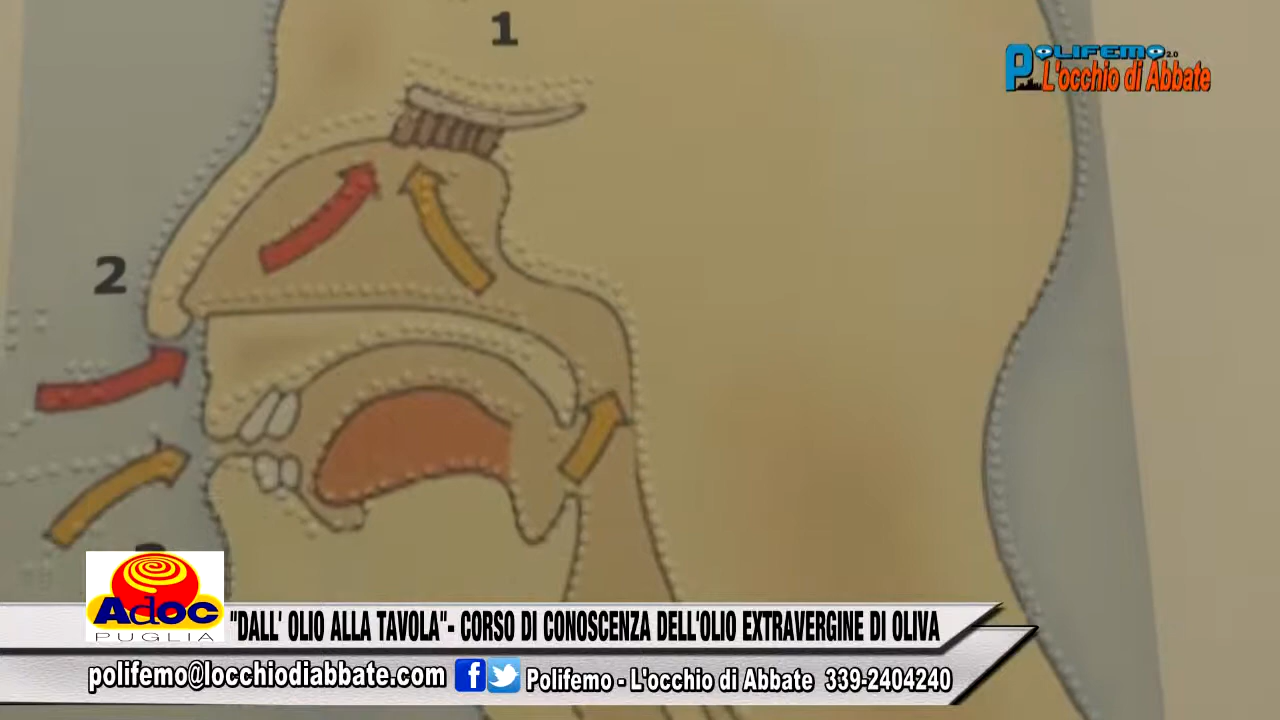 1
POLIFEMO 2.0
L'occhio di Abbate
2
Adoc
PUGLIA
"DALL' OLIO ALLA TAVOLA"- CORSO DI CONOSCENZA DELL'OLIO EXTRAVERGINE DI OLIVA
polifemo@locchiodiabbate.com
Polifemo - L'occhio di Abbate 339-2404240